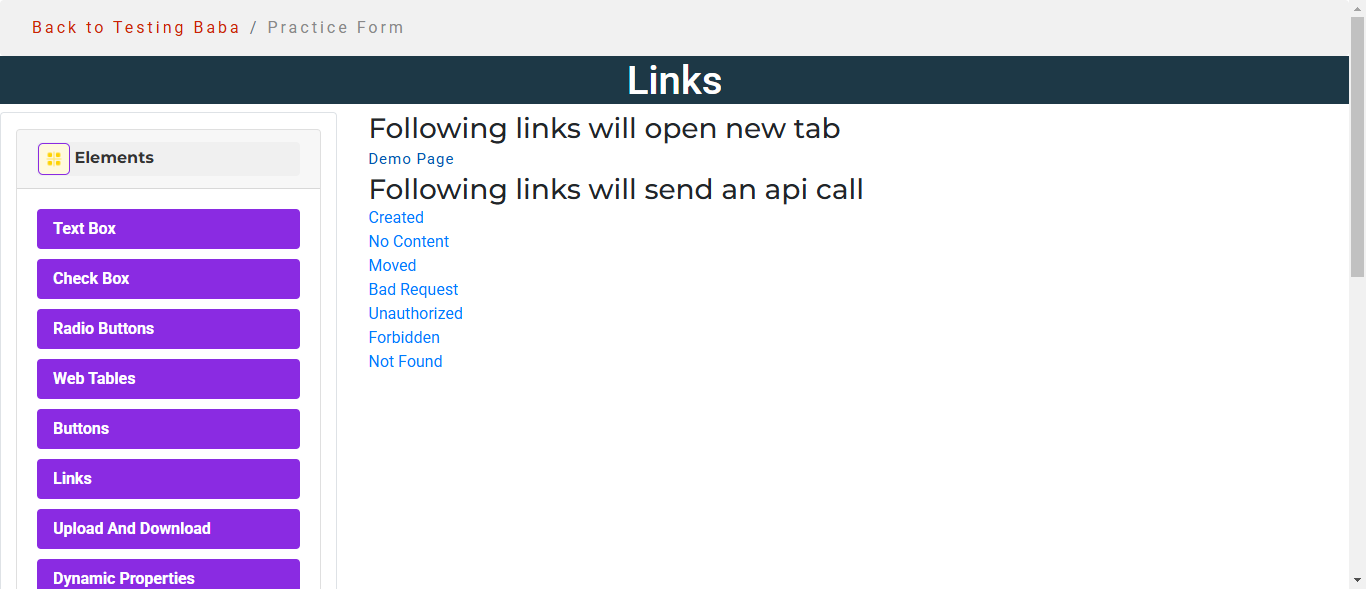 Back to Testing Baba / Practice Form
Links
Elements
Text Box
Check Box
Radio Buttons
Web Tables
Buttons
Links
Upload And Download
Dynamic Properties
Following links will open new tab
Demo Page
Following links will send an api call
Created
No Content
Moved
Bad Request
Unauthorized
Forbidden
Not Found